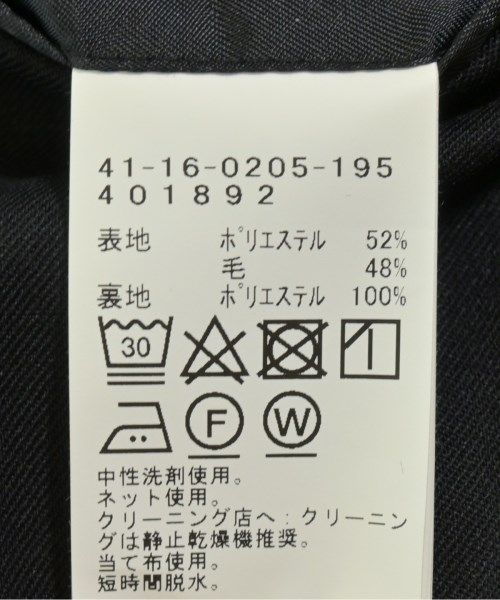 41-16-0205-195
401892
表地 ポリエステル 52%
毛 48%
裏地 ポリエステル 100%
30
F W
中性洗剤使用。
ネット使用。
クリーニング店へ:クリーニン
グは静止乾燥機推奨。
当て布使用。
短時間脱水。